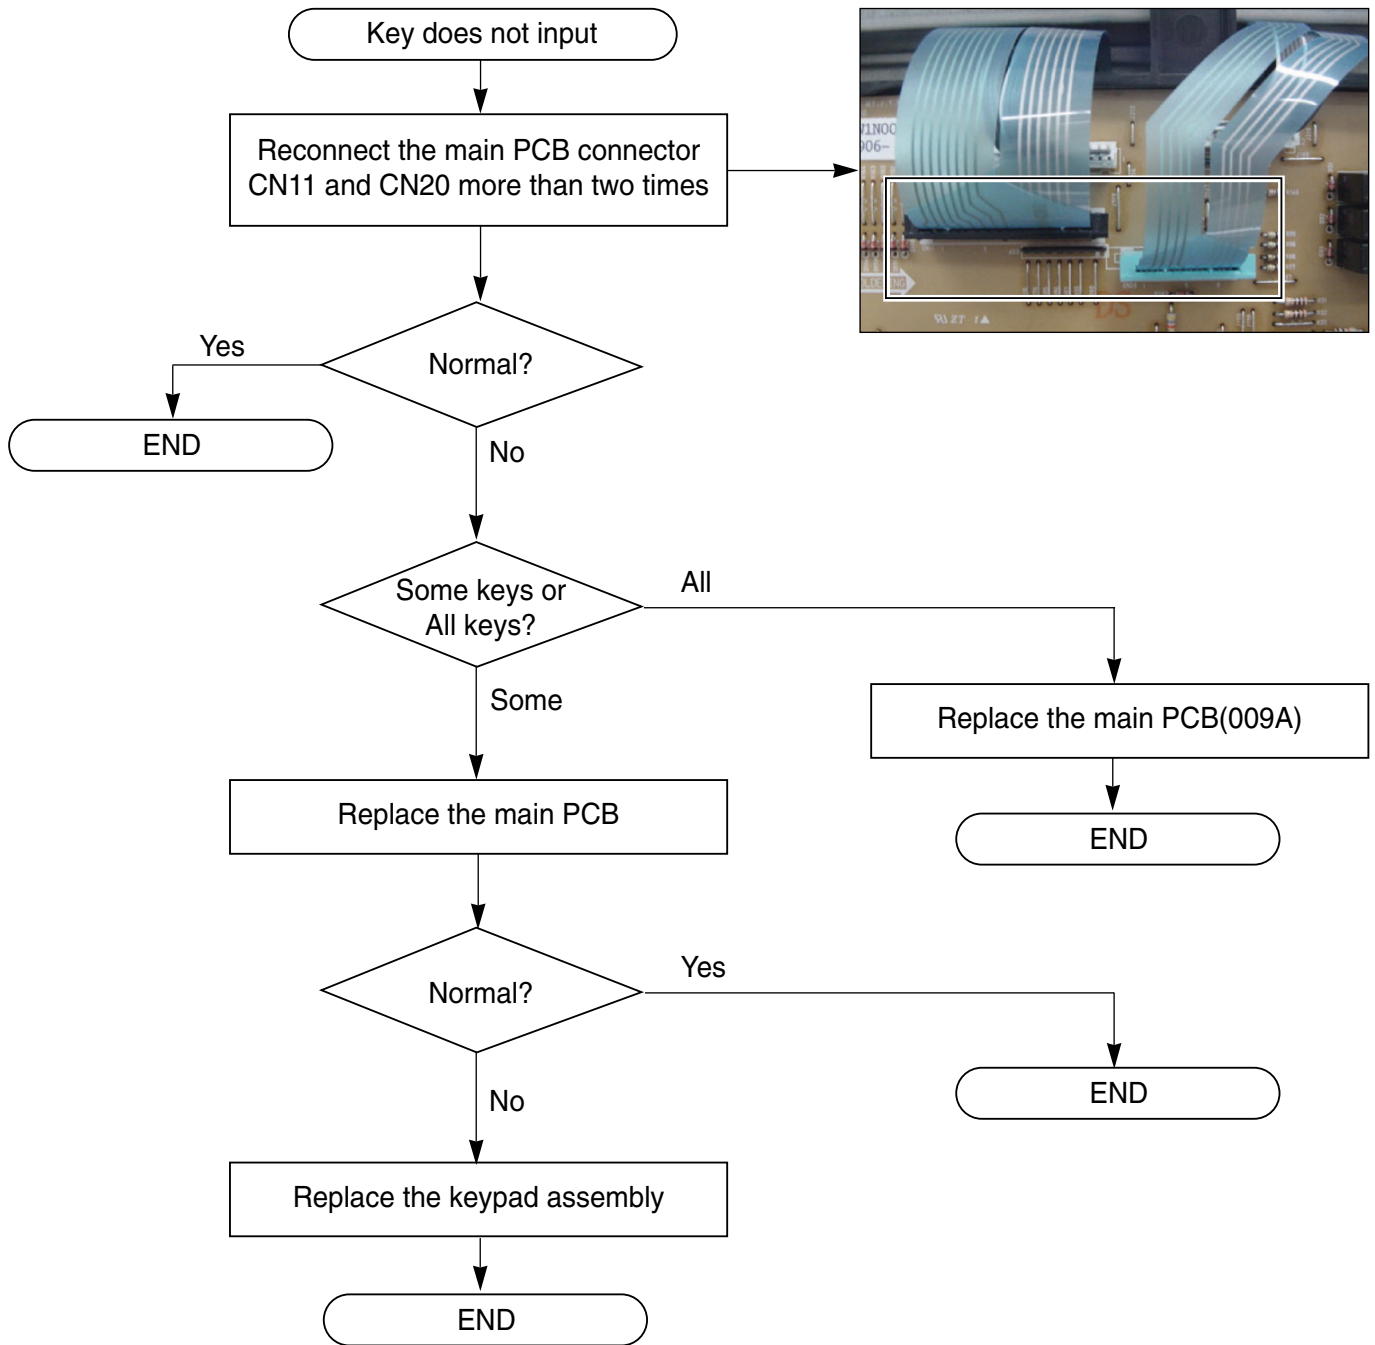 Key does not input
Reconnect the main PCB connector
CN11 and CN20 more than two times
Yes
Normal?
END
No
Some keys or
All keys?
All
Some
Replace the main PCB(009A)
Replace the main PCB
END
Normal?
Yes
END
No
Replace the keypad assembly
END